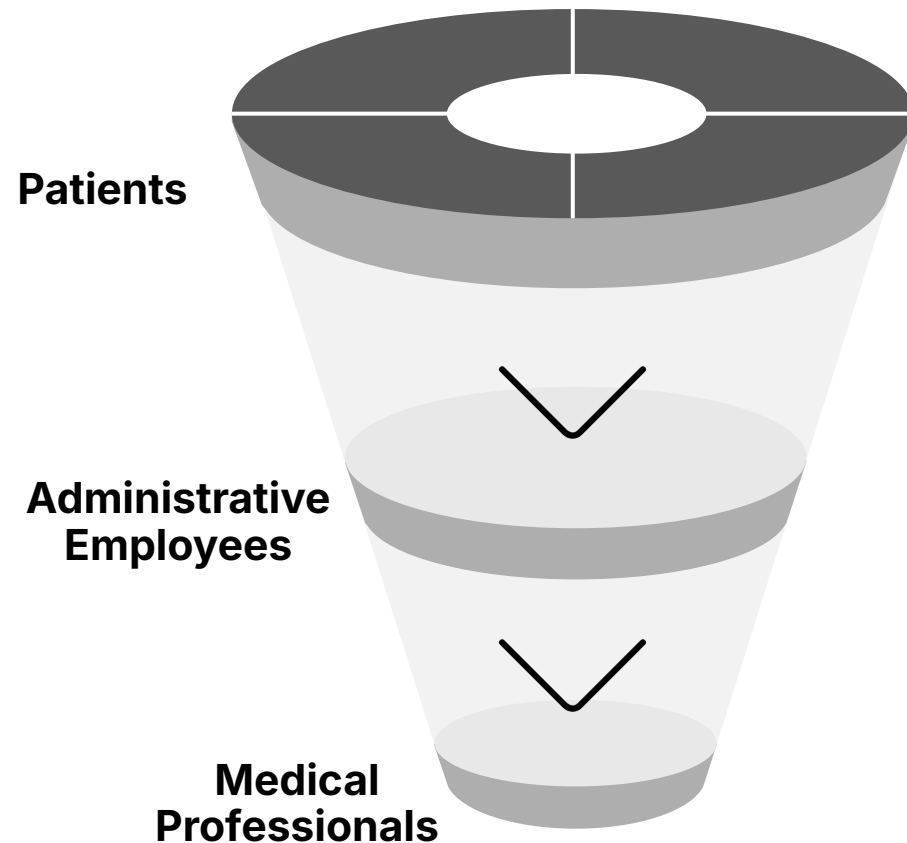 Patients
Administrative
Employees
Medical
Professionals